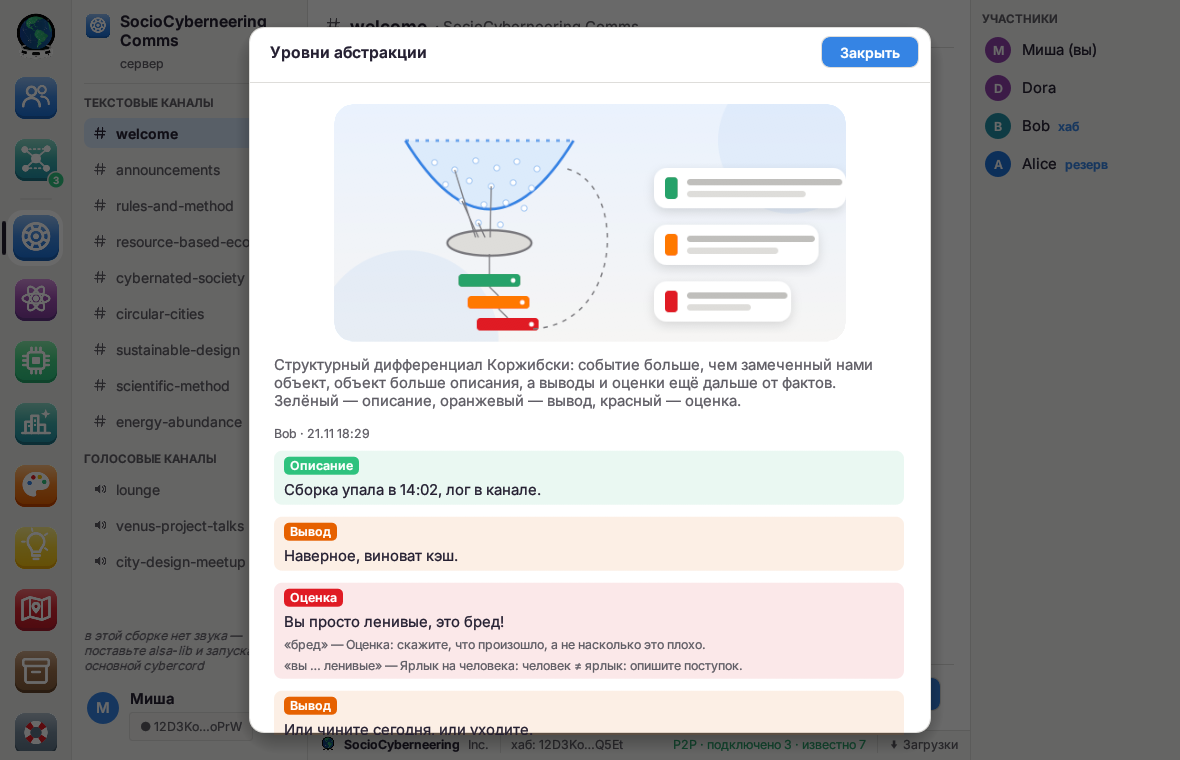 SocioCyberneering
Comms
сервер
ТЕКСТОВЫЕ КАНАЛЫ
# welcome
# announcements
# rules-and-method
# resource-based-eco
# cybernated-society
# circular-cities
# sustainable-design
# scientific-method
# energy-abundance
ГОЛОСОВЫЕ КАНАЛЫ
lounge
venus-project-talks
city-design-meetup
в этой сборке нет звука —
поставьте alsa-lib и запуска
основной cybercord
М
Миша
12D3Ko...oPrW
3
# welcome · SocioCyberneering Comms
Уровни абстракции
Закрыть
Структурный дифференциал Коржибски: событие больше, чем замеченный нами
объект, объект больше описания, а выводы и оценки ещё дальше от фактов.
Зелёный — описание, оранжевый — вывод, красный — оценка.
Bob · 21.11 18:29
Описание
Сборка упала в 14:02, лог в канале.
Вывод
Наверное, виноват кэш.
Оценка
Вы просто ленивые, это бред!
«бред» — Оценка: скажите, что произошло, а не насколько это плохо.
«вы ... ленивые» — Ярлык на человека: человек ≠ ярлык: опишите поступок.
Вывод
Или чините сегодня, или уходите.
SocioCyberneering Inc. хаб: 12D3Ko...Q5Et P2P · подключено 3 · известно 7 Загрузки
УЧАСТНИКИ
М Миша (вы)
D Dora
B Bob хаб
A Alice резерв